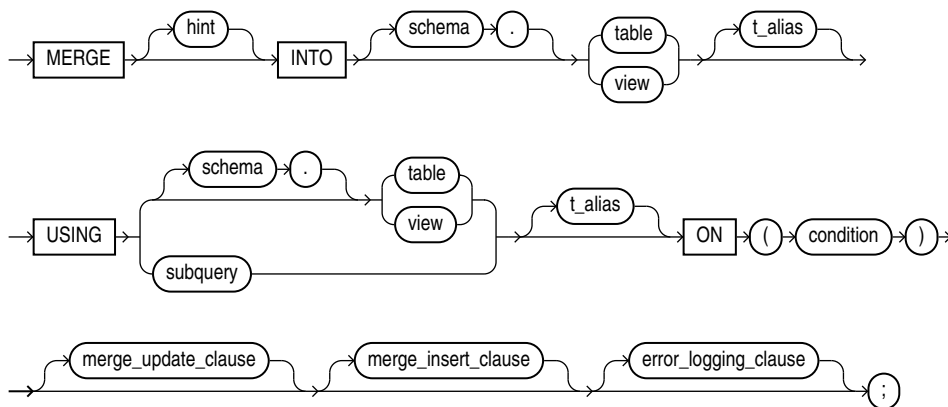 hint schema . table t_alias
MERGE INTO view
schema . table
view t_alias
USING subquery ON ( condition )
merge_update_clause merge_insert_clause error_logging_clause
;